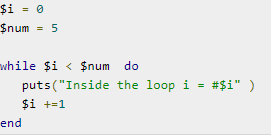 $i = 0
$num = 5
while $i < $num  do
   puts("Inside the loop i = #$i" )
   $i +=1
end